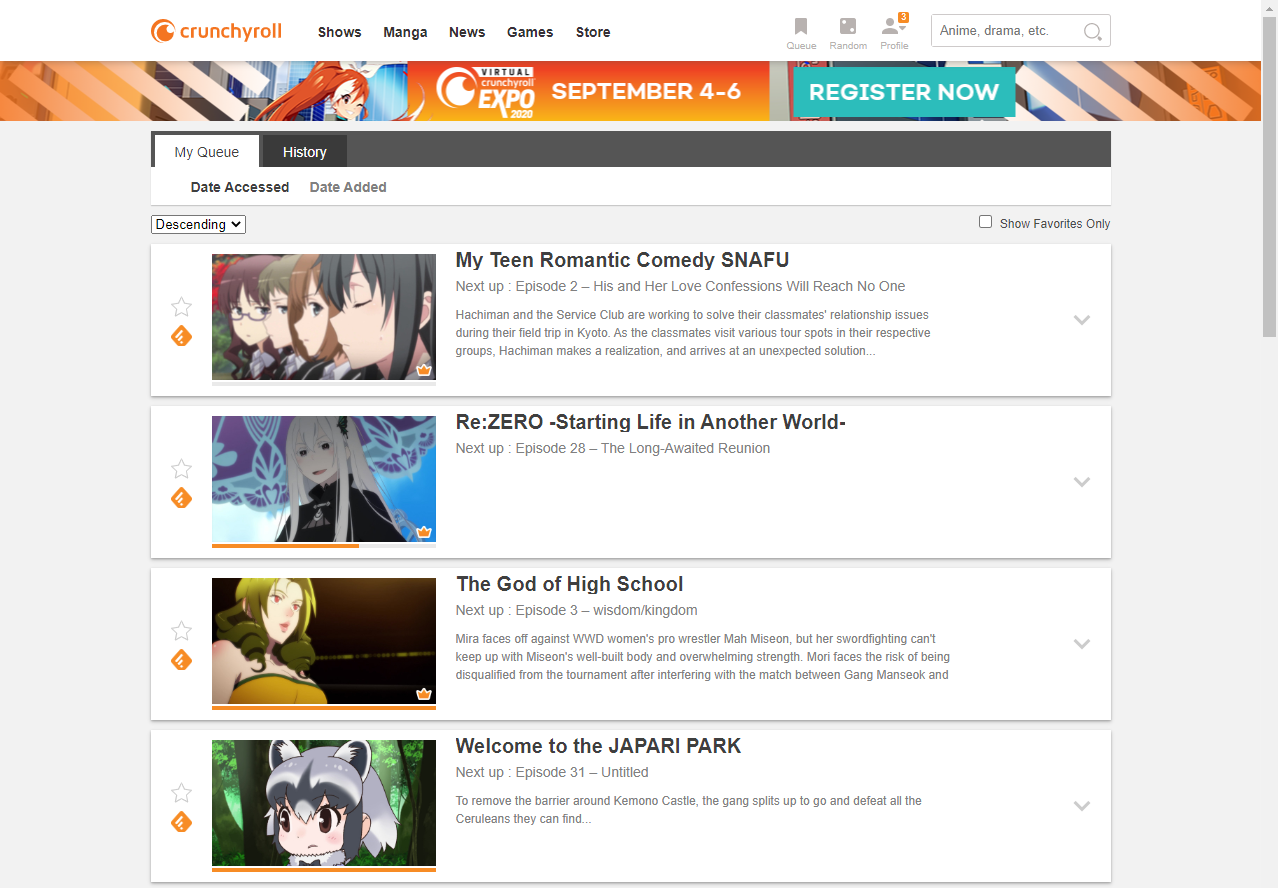 crunchyroll
Shows Manga News Games Store
3
Queue Random Profile
Anime, drama, etc.
VIRTUAL
crunchyroll
EXPO
2020
SEPTEMBER 4-6
REGISTER NOW
My Queue History
Date Accessed Date Added
Descending
Show Favorites Only
My Teen Romantic Comedy SNAFU
Next up : Episode 2 – His and Her Love Confessions Will Reach No One
Hachiman and the Service Club are working to solve their classmates' relationship issues
during their field trip in Kyoto. As the classmates visit various tour spots in their respective
groups, Hachiman makes a realization, and arrives at an unexpected solution...
Re:ZERO -Starting Life in Another World-
Next up : Episode 28 – The Long-Awaited Reunion
The God of High School
Next up : Episode 3 – wisdom/kingdom
Mira faces off against WWD women's pro wrestler Mah Miseon, but her swordfighting can't
keep up with Miseon's well-built body and overwhelming strength. Mori faces the risk of being
disqualified from the tournament after interfering with the match between Gang Manseok and
Welcome to the JAPARI PARK
Next up : Episode 31 – Untitled
To remove the barrier around Kemono Castle, the gang splits up to go and defeat all the
Ceruleans they can find...